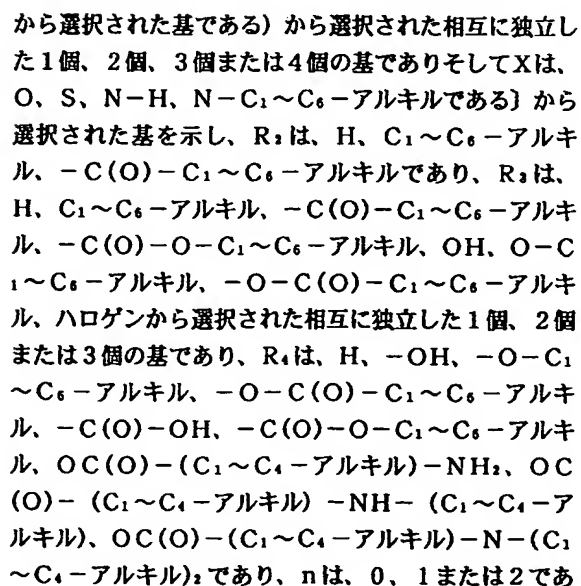 から選択された基である）から選択された相互に独立し
た1個、2個、3個または4個の基でありそしてXは、
O、S、N－H、N－C₁～C₆－アルキルである〕から
選択された基を示し、R₂は、H、C₁～C₆－アルキ
ル、－C(O)－C₁～C₆－アルキルであり、R₃は、
H、C₁～C₆－アルキル、－C(O)－C₁～C₆－アルキ
ル、－C(O)－O－C₁～C₆－アルキル、OH、O－C
₁～C₆－アルキル、－O－C(O)－C₁～C₆－アルキ
ル、ハロゲンから選択された相互に独立した1個、2個
または3個の基であり、R₄は、H、－OH、－O－C₁
～C₆－アルキル、－O－C(O)－C₁～C₆－アルキ
ル、－C(O)－OH、－C(O)－O－C₁～C₆－アルキ
ル、OC(O)－(C₁～C₄－アルキル)－NH₂、OC
(O)－ (C₁～C₄－アルキル) －NH－ (C₁～C₄－ア
ルキル)、OC(O)－(C₁～C₄－アルキル)－N－(C₁
～C₄－アルキル)₂であり、nは、0、1または2であ